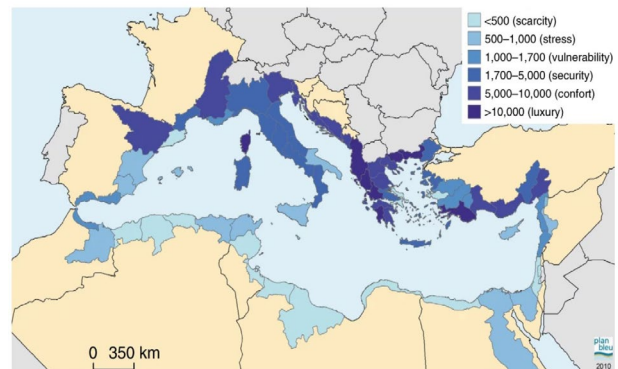 <500 (scarcity)
500–1,000 (stress)
1,000–1,700 (vulnerability)
1,700–5,000 (security)
5,000–10,000 (confort)
>10,000 (luxury)
0 350 km
plan
bleu
2010